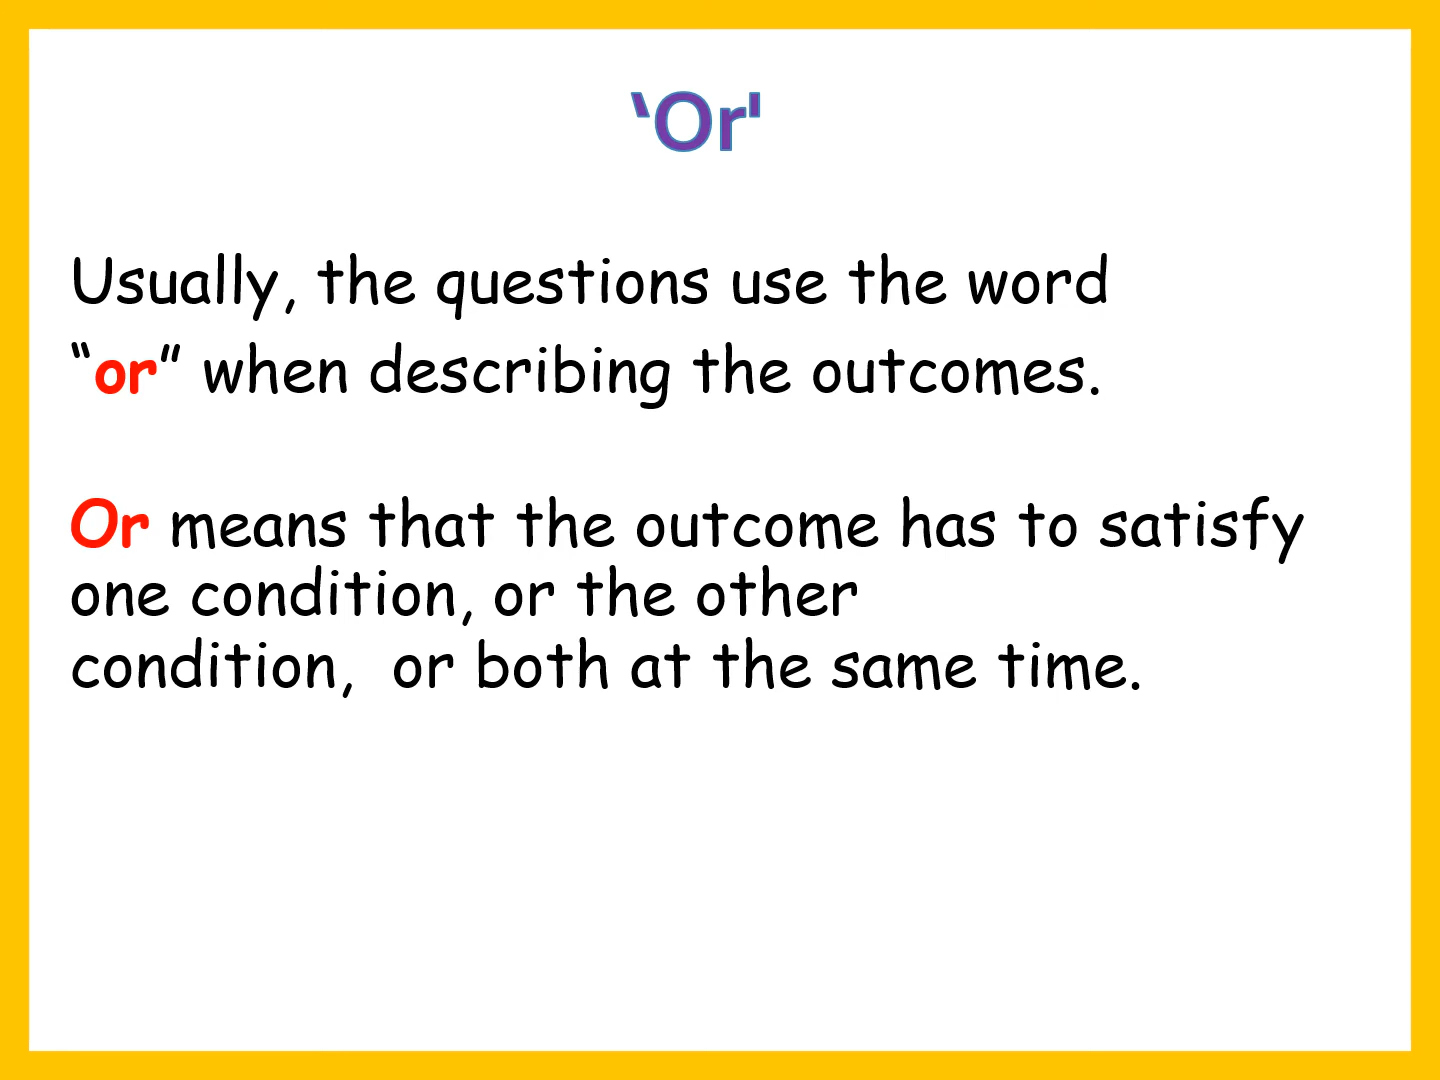 ‘Or'
Usually, the questions use the word
“or” when describing the outcomes.
Or means that the outcome has to satisfy
one condition, or the other
condition,  or both at the same time.